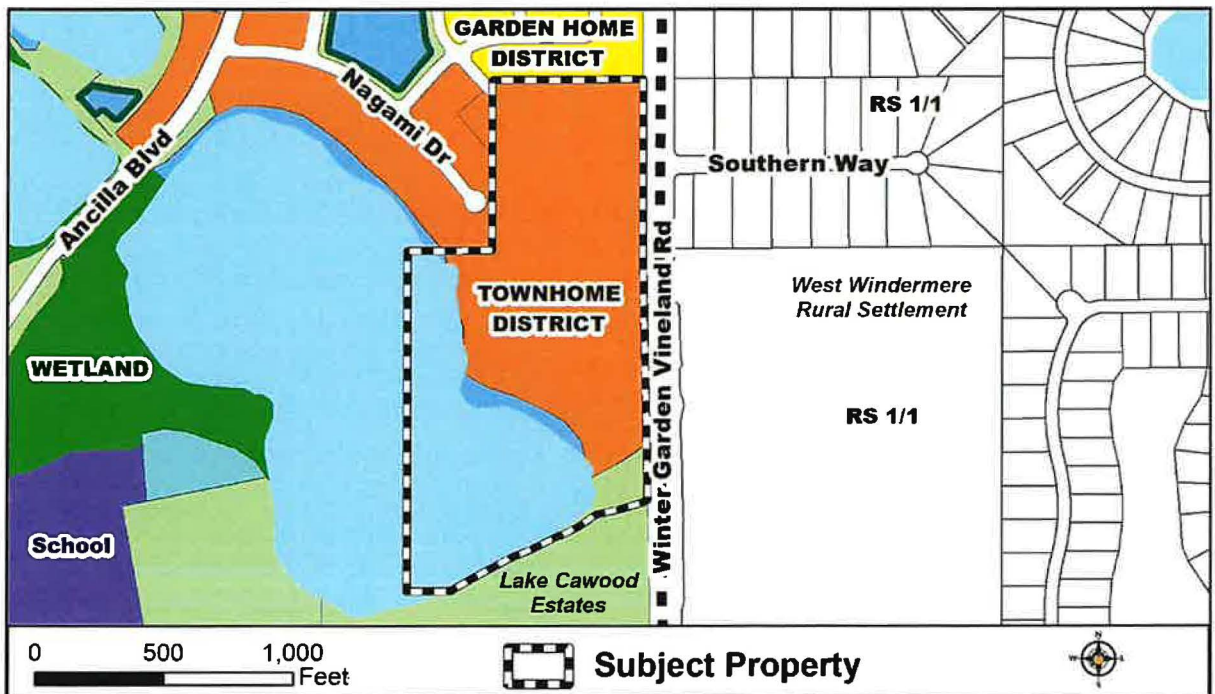 GARDEN HOME
DISTRICT
Nagami Dr
RS 1/1
Southern Way
Ancilla Blvd
West Windermere
Rural Settlement
TOWNHOME
DISTRICT
Winter Garden Vineland Rd
WETLAND
RS 1/1
School
Lake Cawood
Estates
0 500 1,000
Feet
Subject Property
N
W E
S